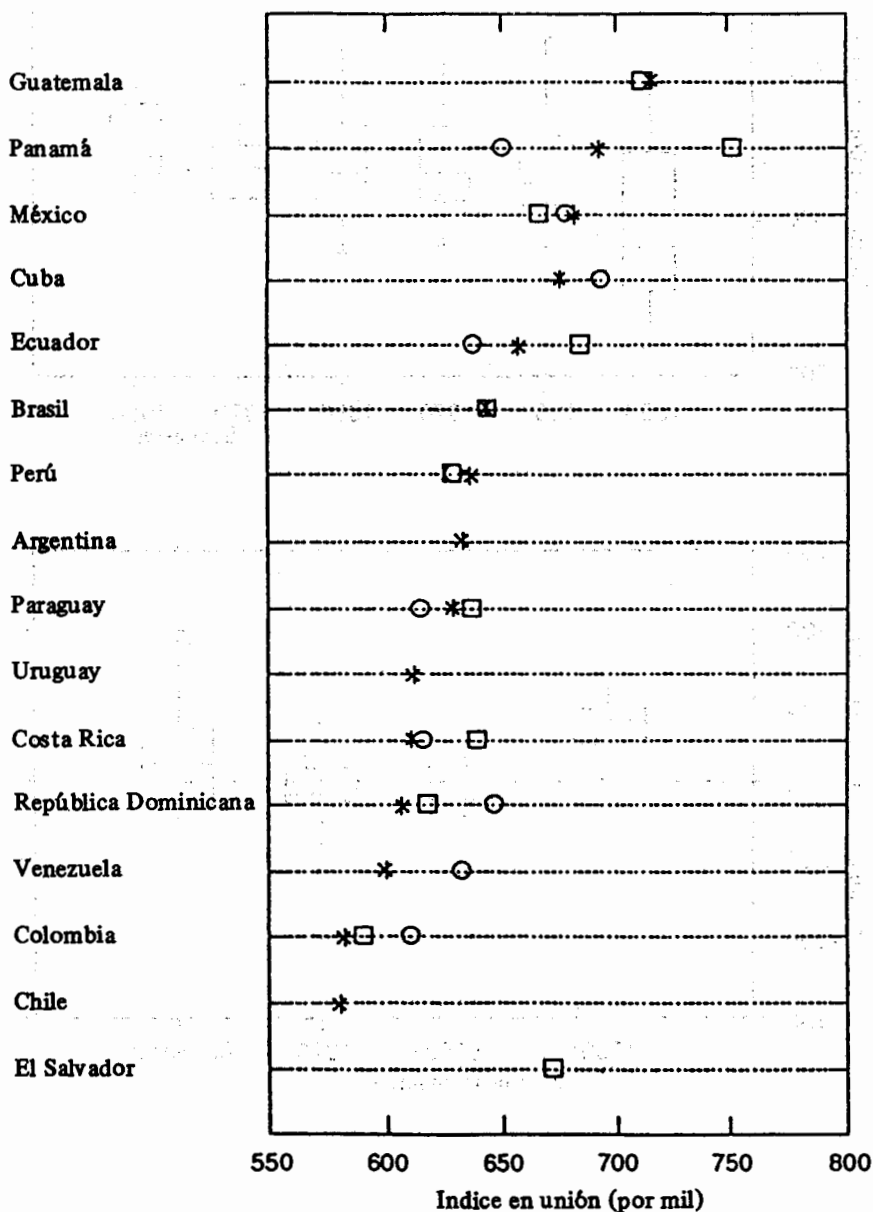 Guatemala
Panamá
México
Cuba
Ecuador
Brasil
Perú
Argentina
Paraguay
Uruguay
Costa Rica
República Dominicana
Venezuela
Colombia
Chile
El Salvador
550 600 650 700 750 800
Indice en unión (por mil)